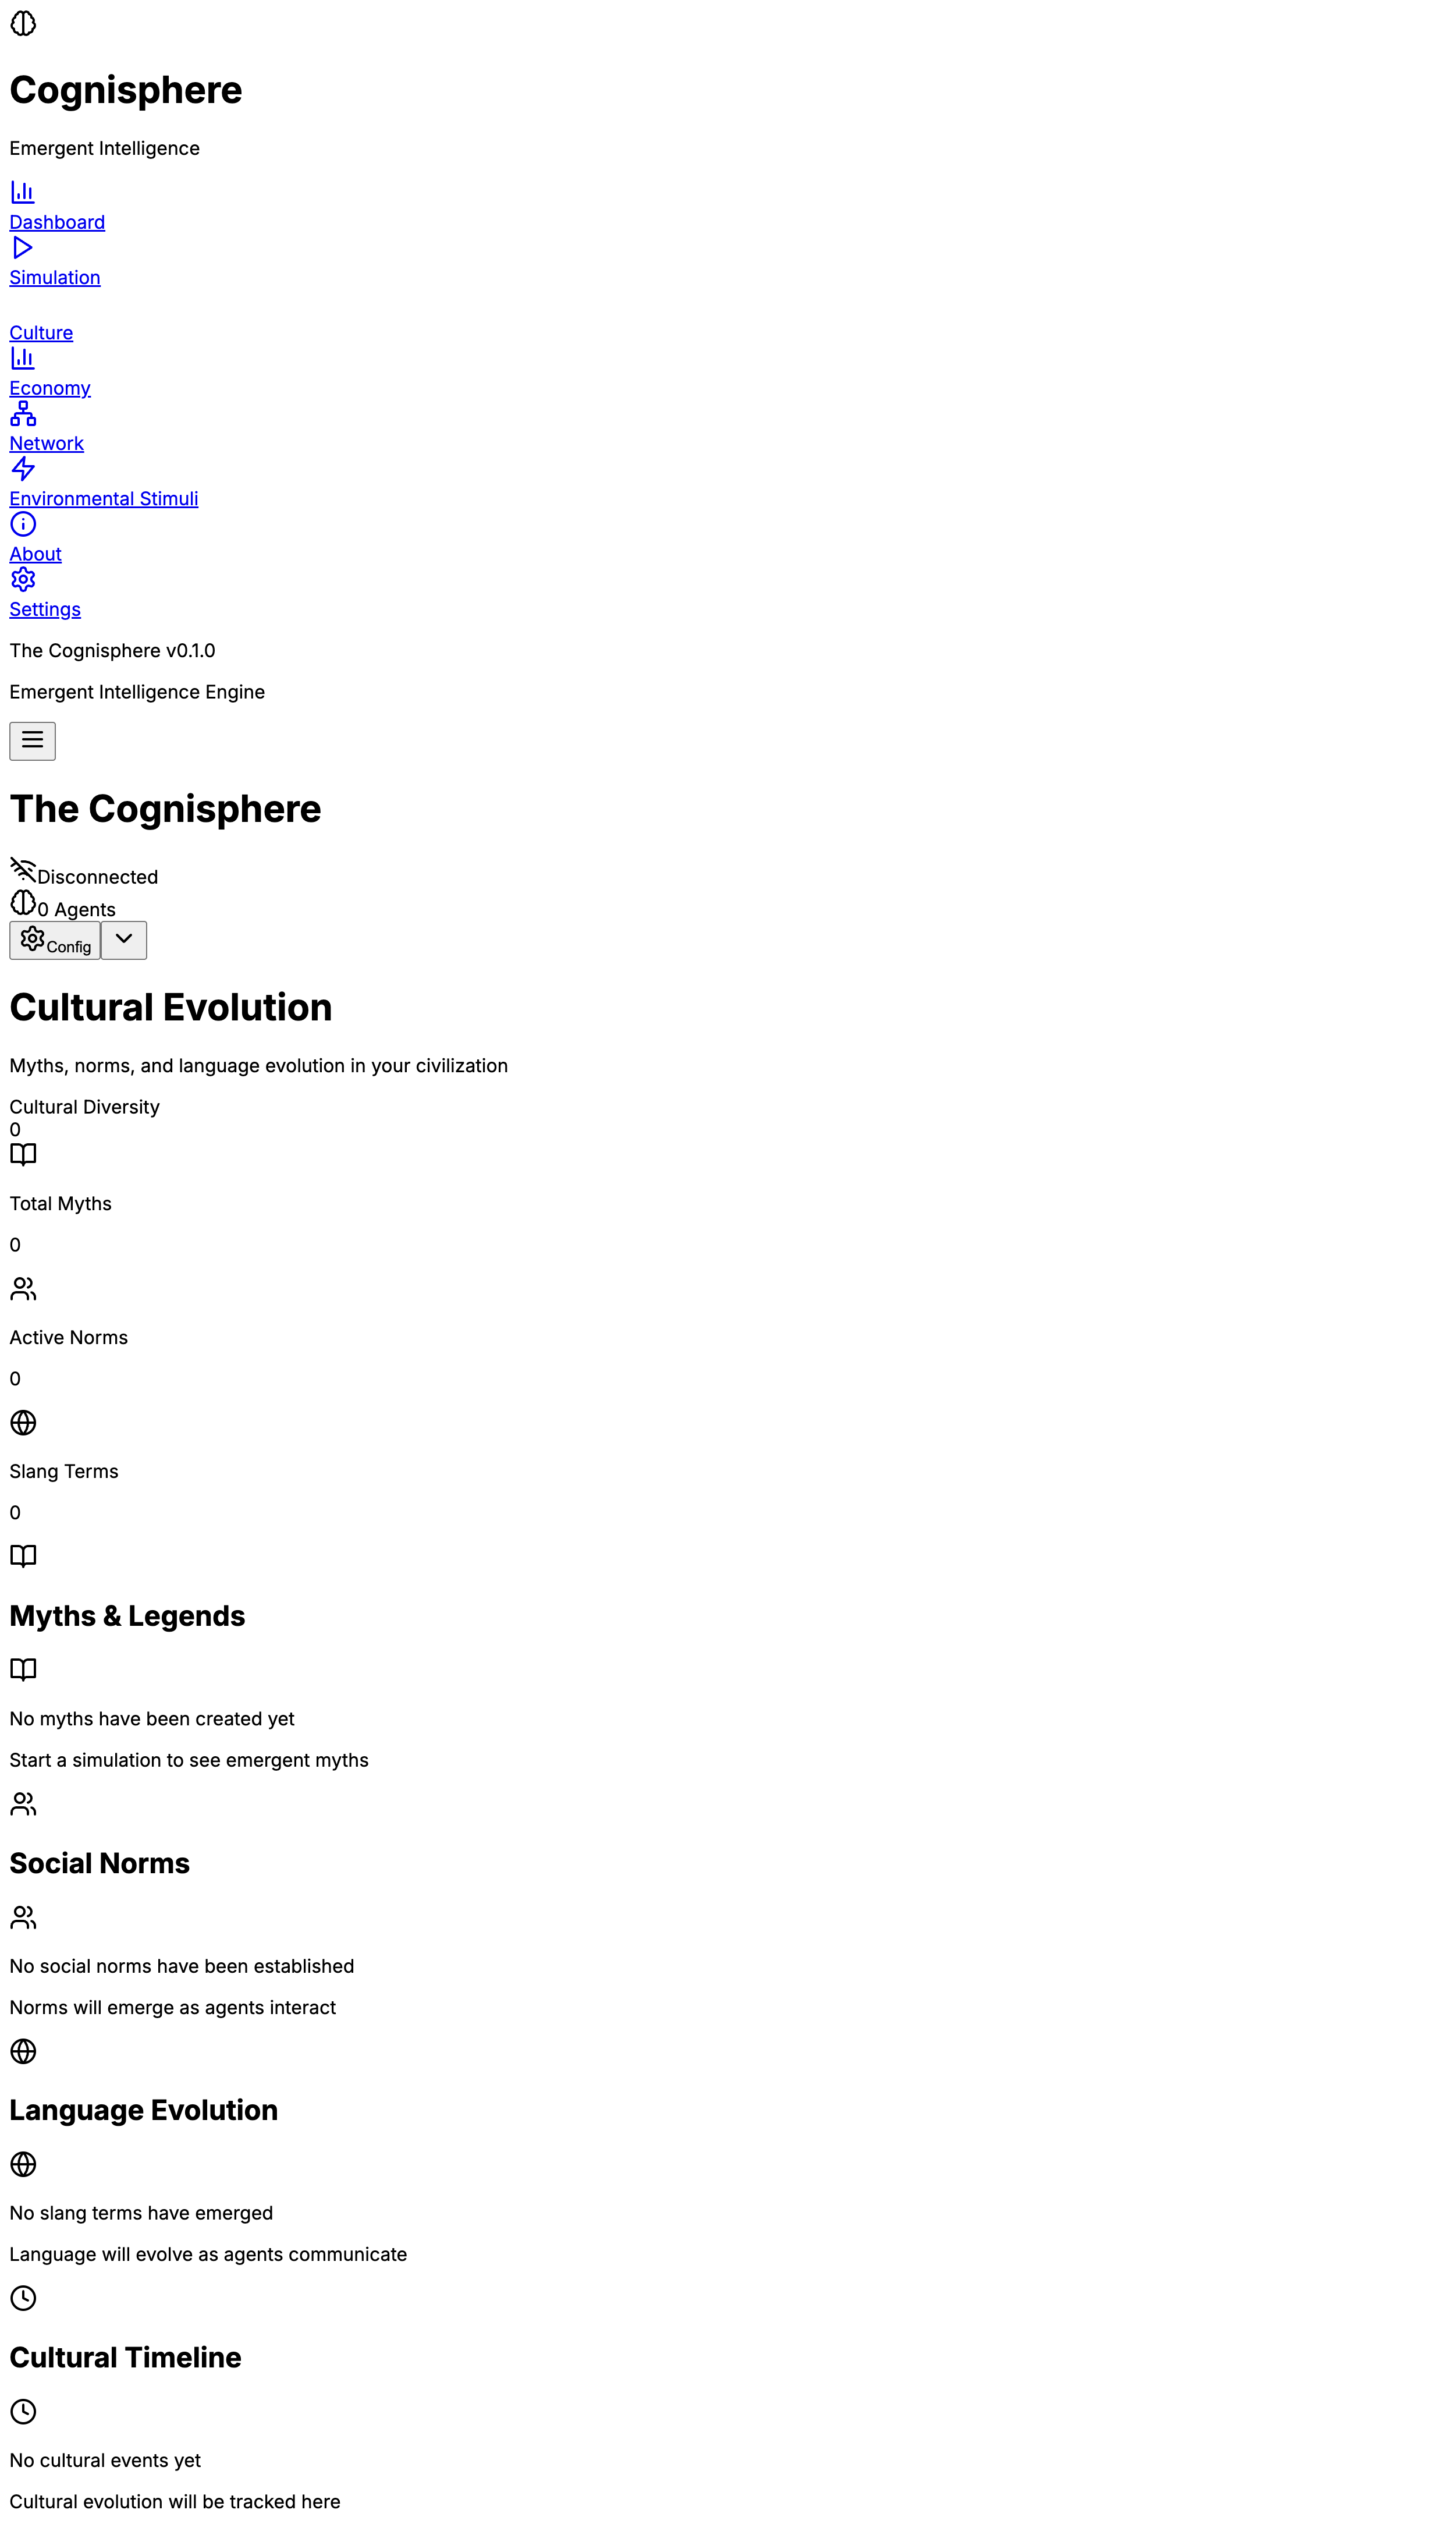 Cognisphere
Emergent Intelligence
Dashboard
Simulation
Culture
Economy
Network
Environmental Stimuli
About
Settings
The Cognisphere v0.1.0
Emergent Intelligence Engine
The Cognisphere
Disconnected
0 Agents
Config
Cultural Evolution
Myths, norms, and language evolution in your civilization
Cultural Diversity
0
Total Myths
0
Active Norms
0
Slang Terms
0
Myths & Legends
No myths have been created yet
Start a simulation to see emergent myths
Social Norms
No social norms have been established
Norms will emerge as agents interact
Language Evolution
No slang terms have emerged
Language will evolve as agents communicate
Cultural Timeline
No cultural events yet
Cultural evolution will be tracked here